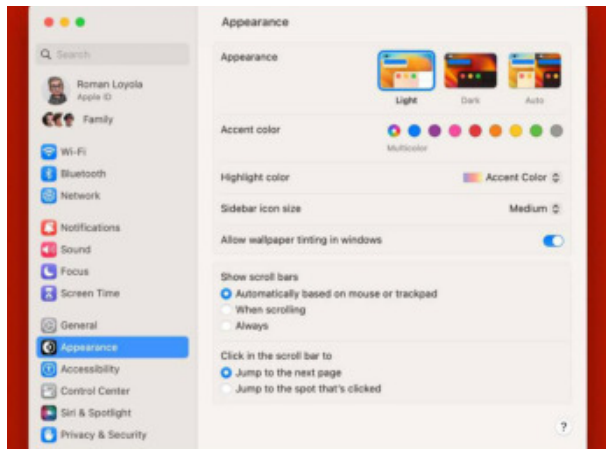 Appearance
Search
Roman Loyola
Apple ID
Family
Wi-Fi
Bluetooth
Network
Notifications
Sound
Focus
Screen Time
General
Appearance
Accessibility
Control Center
Siri & Spotlight
Privacy & Security
Appearance
Light
Dark
Auto
Accent color
Multicolor
Highlight color
Accent Color
Sidebar icon size
Medium
Allow wallpaper tinting in windows
Show scroll bars
Automatically based on mouse or trackpad
When scrolling
Always
Click in the scroll bar to
Jump to the next page
Jump to the spot that's clicked
?